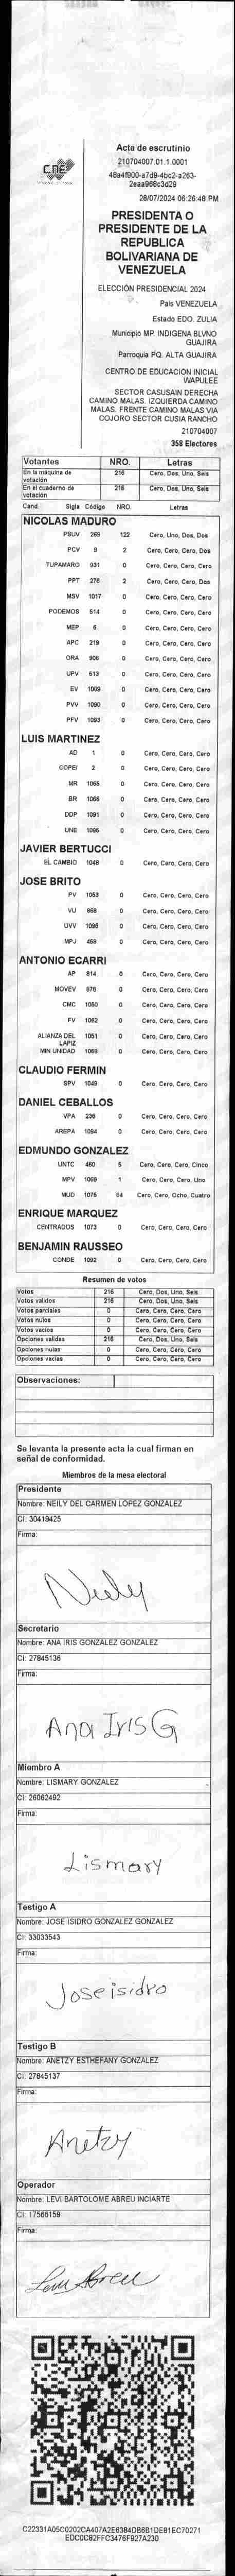 CNE
Acta de escrutinio
210704007.01.1.0001
48a4f900-a7d9-4bc2-a263-
2eaa968c3d29
28/07/2024 06:26:48 PM
PRESIDENTA O
PRESIDENTE DE LA
REPUBLICA
BOLIVARIANA DE
VENEZUELA
ELECCIÓN PRESIDENCIAL 2024
Pais VENEZUELA
Estado EDO. ZULIA
Municipio MP. INDIGENA BLVNO
GUAJIRA
Parroquia PQ. ALTA GUAJIRA
CENTRO DE EDUCACION INICIAL
WAPULEE
SECTOR CASUSAIN DERECHA
CAMINO MALAS. IZQUIERDA CAMINO
MALAS. FRENTE CAMINO MALAS VIA
COJORO SECTOR CUSIA RANCHO
210704007
358 Electores
Votantes NRO. Letras
En la máquina de votación 216 Cero, Dos, Uno, Seis
En el cuaderno de votación 216 Cero, Dos, Uno, Seis
Cand. Sigla Código NRO. Letras
NICOLAS MADURO
PSUV 269 122 Cero, Uno, Dos, Dos
PCV 9 2 Cero, Cero, Cero, Dos
TUPAMARO 931 0 Cero, Cero, Cero, Cero
PPT 276 2 Cero, Cero, Cero, Dos
MSV 1017 0 Cero, Cero, Cero, Cero
PODEMOS 514 0 Cero, Cero, Cero, Cero
MEP 6 0 Cero, Cero, Cero, Cero
APC 219 0 Cero, Cero, Cero, Cero
ORA 906 0 Cero, Cero, Cero, Cero
UPV 513 0 Cero, Cero, Cero, Cero
EV 1009 0 Cero, Cero, Cero, Cero
PVV 1090 0 Cero, Cero, Cero, Cero
PFV 1093 0 Cero, Cero, Cero, Cero
LUIS MARTINEZ
AD 1 0 Cero, Cero, Cero, Cero
COPEI 2 0 Cero, Cero, Cero, Cero
MR 1065 0 Cero, Cero, Cero, Cero
BR 1066 0 Cero, Cero, Cero, Cero
DDP 1091 0 Cero, Cero, Cero, Cero
UNE 1095 0 Cero, Cero, Cero, Cero
JAVIER BERTUCCI
EL CAMBIO 1048 0 Cero, Cero, Cero, Cero
JOSE BRITO
PV 1053 0 Cero, Cero, Cero, Cero
VU 969 0 Cero, Cero, Cero, Cero
UVV 1096 0 Cero, Cero, Cero, Cero
MPJ 458 0 Cero, Cero, Cero, Cero
ANTONIO ECARRI
AP 814 0 Cero, Cero, Cero, Cero
MOVEV 976 0 Cero, Cero, Cero, Cero
CMC 1050 0 Cero, Cero, Cero, Cero
FV 1062 0 Cero, Cero, Cero, Cero
ALIANZA DEL LAPIZ 1051 0 Cero, Cero, Cero, Cero
MIN UNIDAD 1068 0 Cero, Cero, Cero, Cero
CLAUDIO FERMIN
SPV 1049 0 Cero, Cero, Cero, Cero
DANIEL CEBALLOS
VPA 236 0 Cero, Cero, Cero, Cero
AREPA 1094 0 Cero, Cero, Cero, Cero
EDMUNDO GONZALEZ
UNTC 460 5 Cero, Cero, Cero, Cinco
MPV 1069 1 Cero, Cero, Cero, Uno
MUD 1075 84 Cero, Cero, Ocho, Cuatro
ENRIQUE MARQUEZ
CENTRADOS 1073 0 Cero, Cero, Cero, Cero
BENJAMIN RAUSSEO
CONDE 1092 0 Cero, Cero, Cero, Cero
Resumen de votos
Votos 216 Cero, Dos, Uno, Seis
Votos válidos 216 Cero, Dos, Uno, Seis
Votos parciales 0 Cero, Cero, Cero, Cero
Votos nulos 0 Cero, Cero, Cero, Cero
Votos vacios 0 Cero, Cero, Cero, Cero
Opciones validas 216 Cero, Dos, Uno, Seis
Opciones nulas 0 Cero, Cero, Cero, Cero
Opciones vacias 0 Cero, Cero, Cero, Cero
Observaciones:
Se levanta la presente acta la cual firman en
señal de conformidad.
Miembros de la mesa electoral
Presidente
Nombre: NEILY DEL CARMEN LOPEZ GONZALEZ
CI: 30419425
Firma:
Neily
Secretario
Nombre: ANA IRIS GONZALEZ GONZALEZ
CI: 27845136
Firma:
Ana IrIS G
Miembro A
Nombre: LISMARY GONZALEZ
CI: 26062492
Firma:
Lismary
Testigo A
Nombre: JOSE ISIDRO GONZALEZ GONZALEZ
CI: 33033543
Firma:
Jose isidro
Testigo B
Nombre: ANETZY ESTHEFANY GONZALEZ
CI: 27845137
Firma:
Anetzy
Operador
Nombre: LEVI BARTOLOME ABREU INCIARTE
CI: 17566159
Firma:
Levi Abreu
C22331A05C0202CA407A2E6384DB6B1DE81EC70271
EDC0C82FFC3476F927A230